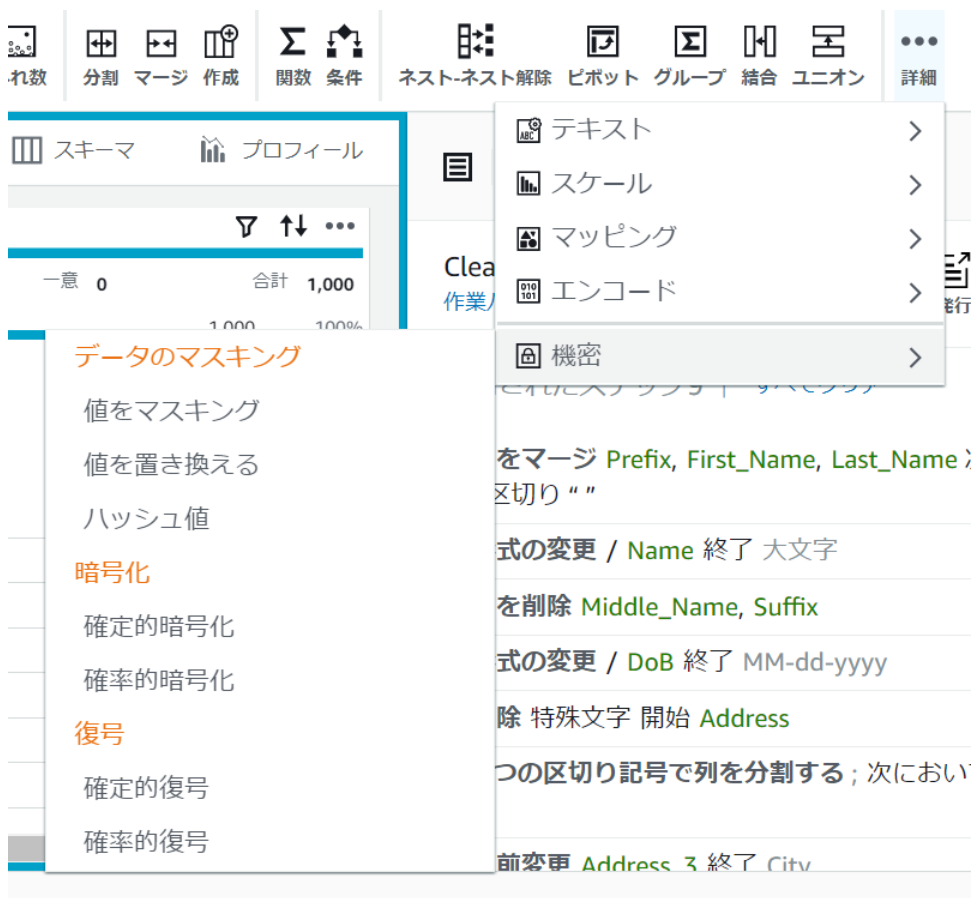 れ数 分割 マージ 作成 関数 条件 ネスト-ネスト解除 ピボット グループ 結合 ユニオン 詳細
スキーマ プロフィール
テキスト
スケール
マッピング
エンコード
機密
一意 0 合計 1,000
1,000 100%
Clea
作業
発行
すべてクリア
データのマスキング
値をマスキング
値を置き換える
ハッシュ値
暗号化
確定的暗号化
確率的暗号化
復号
確定的復号
確率的復号
をマージ Prefix, First_Name, Last_Name
区切り “ ”
式の変更 / Name 終了 大文字
を削除 Middle_Name, Suffix
式の変更 / DoB 終了 MM-dd-yyyy
除 特殊文字 開始 Address
つの区切り記号で列を分割する ; 次におい
前変更 Address_3 終了 City